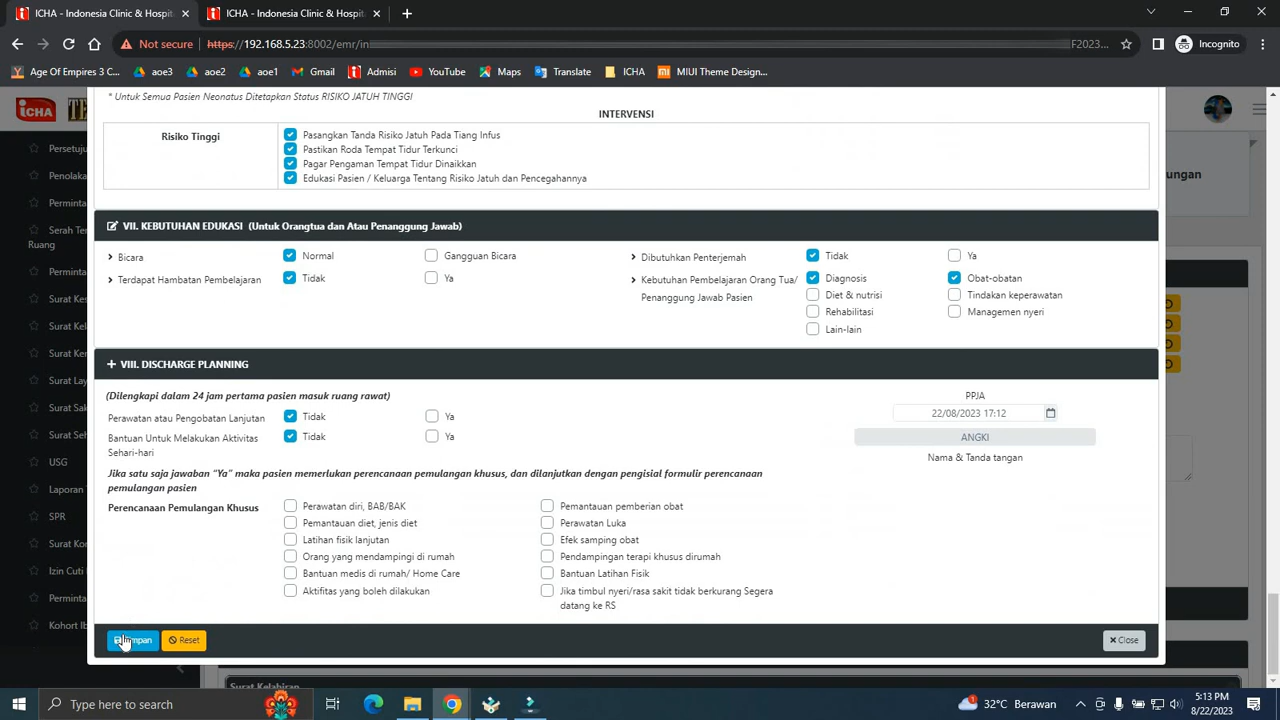 ICHA - Indonesia Clinic & Hospit
ICHA - Indonesia Clinic & Hospit
Not secure https://192.168.5.23:8002/emr/in F2023... Incognito
Age Of Empires 3 C... aoe3 aoe2 aoe1 Gmail Admisi YouTube Maps Translate ICHA MIUI Theme Design...
iCHA
* Untuk Semua Pasien Neonatus Ditetapkan Status RISIKO JATUH TINGGI
INTERVENSI
Risiko Tinggi
Pasangkan Tanda Risiko Jatuh Pada Tiang Infus
Pastikan Roda Tempat Tidur Terkunci
Pagar Pengaman Tempat Tidur Dinaikkan
Edukasi Pasien / Keluarga Tentang Risiko Jatuh dan Pencegahannya
VII. KEBUTUHAN EDUKASI (Untuk Orangtua dan Atau Penanggung Jawab)
Bicara Normal Gangguan Bicara
Terdapat Hambatan Pembelajaran Tidak Ya
Dibutuhkan Penterjemah Tidak Ya
Kebutuhan Pembelajaran Orang Tua/
Penanggung Jawab Pasien
Diagnosis Obat-obatan
Diet & nutrisi Tindakan keperawatan
Rehabilitasi Managemen nyeri
Lain-lain
VIII. DISCHARGE PLANNING
(Dilengkapi dalam 24 jam pertama pasien masuk ruang rawat)
Perawatan atau Pengobatan Lanjutan Tidak Ya
Bantuan Untuk Melakukan Aktivitas
Sehari-hari
Tidak Ya
PPJA
22/08/2023 17:12
ANGKI
Nama & Tanda tangan
Jika satu saja jawaban "Ya" maka pasien memerlukan perencanaan pemulangan khusus, dan dilanjutkan dengan pengisial formulir perencanaan
pemulangan pasien
Perencanaan Pemulangan Khusus
Perawatan diri, BAB/BAK Pemantauan pemberian obat
Pemantauan diet, jenis diet Perawatan Luka
Latihan fisik lanjutan Efek samping obat
Orang yang mendampingi di rumah Pendampingan terapi khusus dirumah
Bantuan medis di rumah/ Home Care Bantuan Latihan Fisik
Aktifitas yang boleh dilakukan Jika timbul nyeri/rasa sakit tidak berkurang Segera
datang ke RS
Reset
Close
Persetuj
Penolaka
Perminta
Serah Ter
Ruang
Perminta
Surat Kes
Surat Kel
Surat Ker
Surat Lay
Surat Sak
Surat Seh
USG
Laporan
SPR
Surat Kor
Izin Cuti
Perminta
Kohort Ib
ungan
Surat Kelahiran
Type here to search
32°C Berawan
5:13 PM
8/22/2023